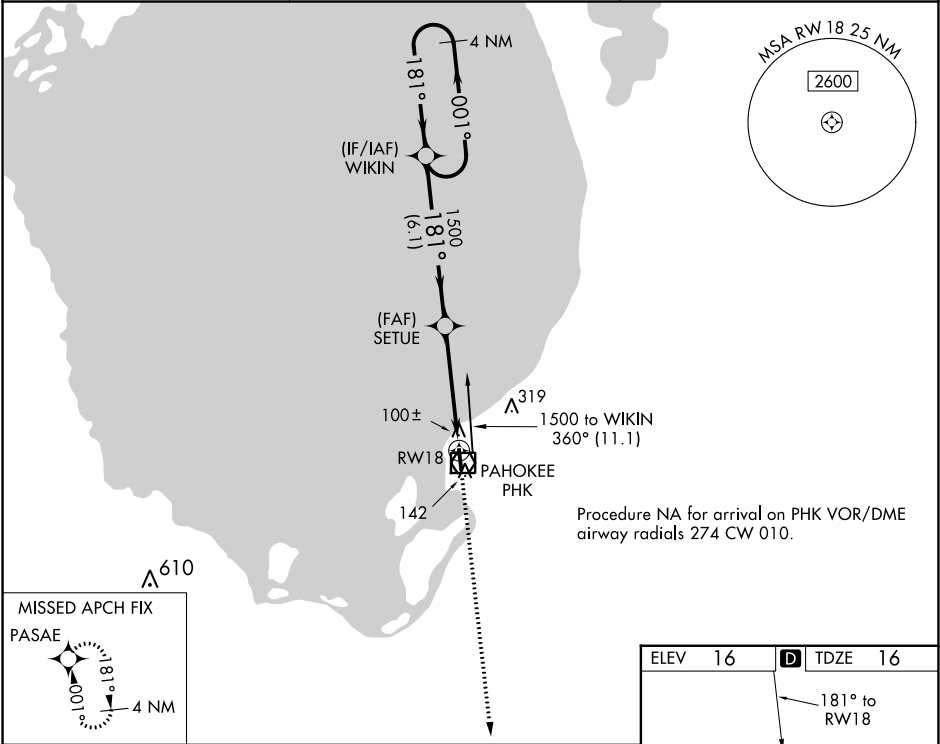 4 NM
181°
001°
(IF/IAF)
WIKIN
1500
181°
(6.1)
(FAF)
SETUE
MSA RW 18 25 NM
2600
319
100±
1500 to WIKIN
360° (11.1)
RW18
PAHOKEE
PHK
142
Procedure NA for arrival on PHK VOR/DME
airway radials 274 CW 010.
610
MISSED APCH FIX
PASAE
181°
001°
4 NM
ELEV 16 D TDZE 16
181° to
RW18